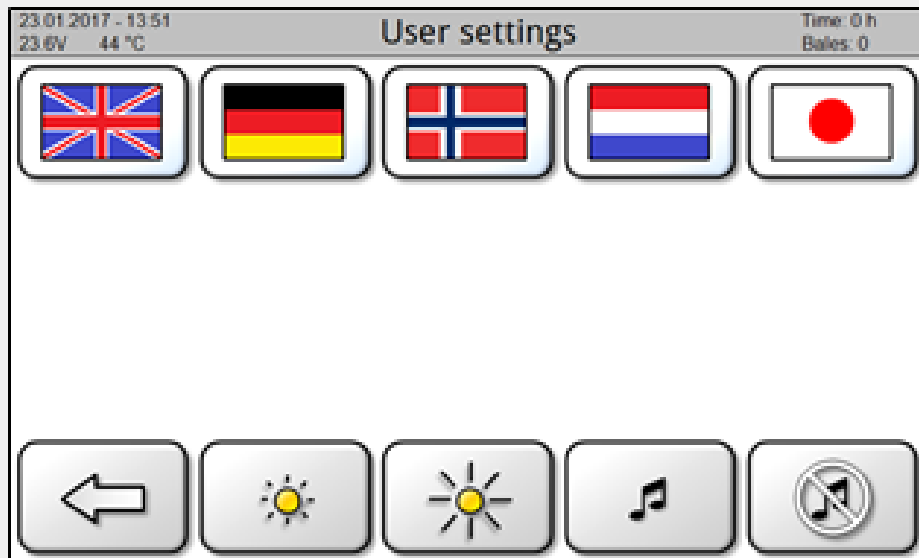 23.01.2017 - 13:51
23.6V 44 °C
User settings
Time: 0 h
Bales: 0